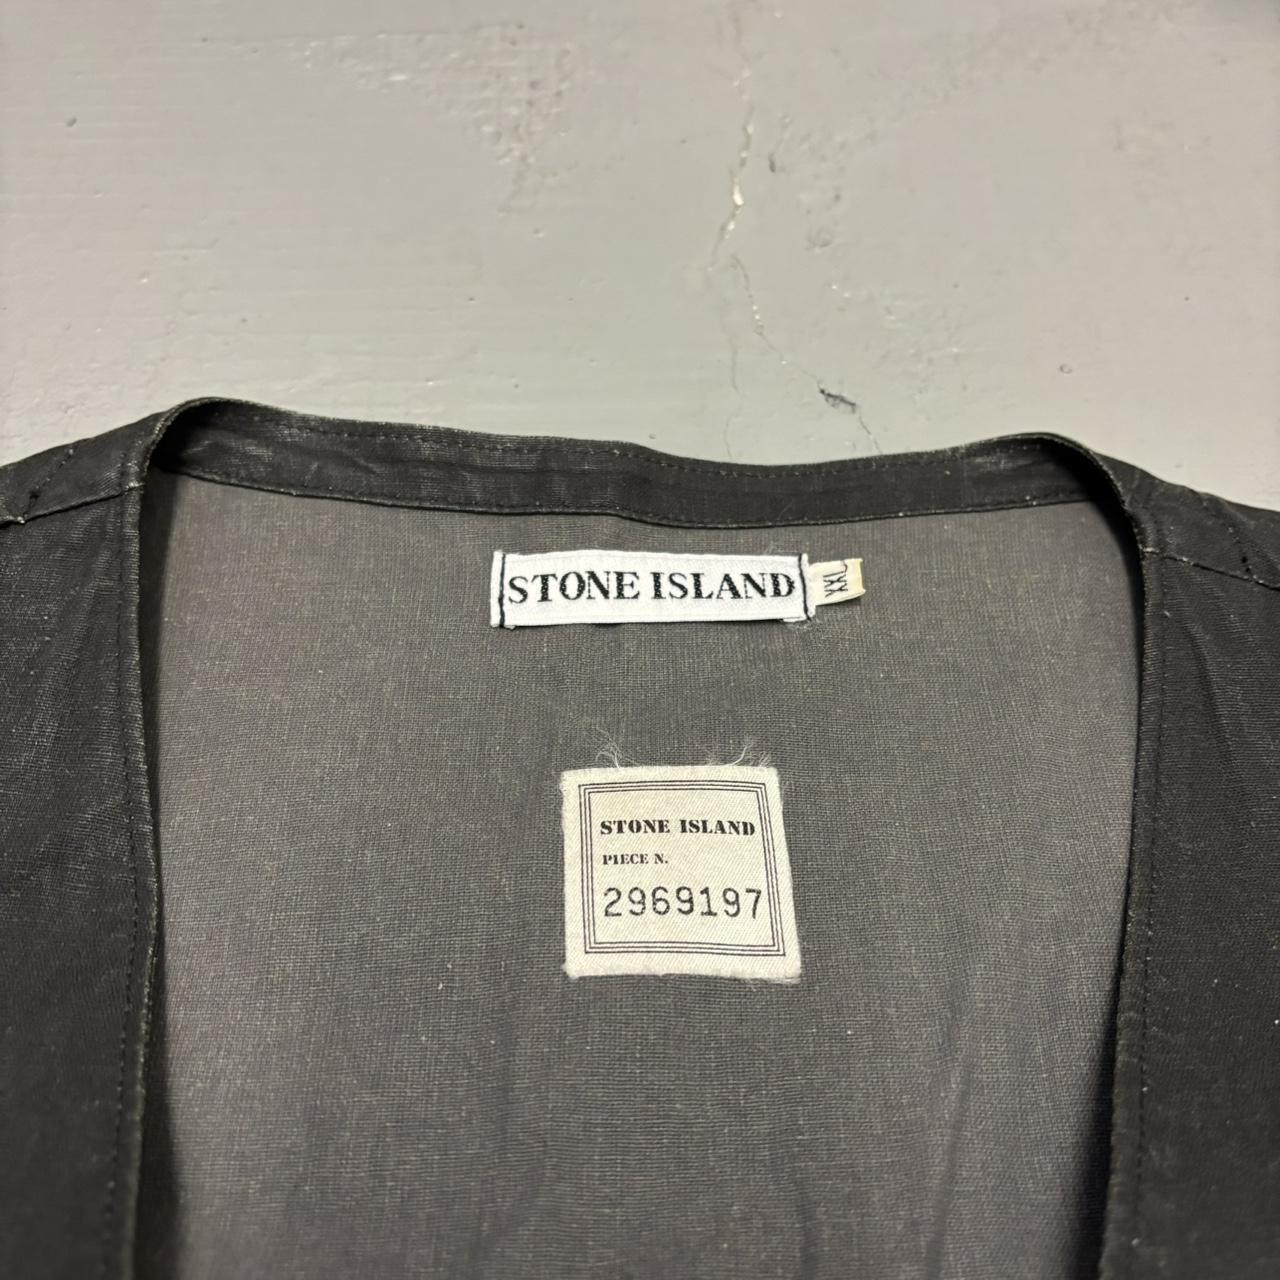 STONE ISLAND
XXL
STONE ISLAND
PIECE N.
2969197